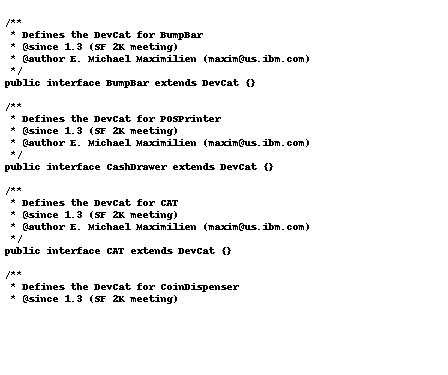 /**
 * Defines the DevCat for BumpBar
 * @since 1.3 (SF 2K meeting)
 * @author E. Michael Maximilien (maxim@us.ibm.com)
 */
public interface BumpBar extends DevCat {}
/**
 * Defines the DevCat for POSPrinter
 * @since 1.3 (SF 2K meeting)
 * @author E. Michael Maximilien (maxim@us.ibm.com)
 */
public interface CashDrawer extends DevCat {}
/**
 * Defines the DevCat for CAT
 * @since 1.3 (SF 2K meeting)
 * @author E. Michael Maximilien (maxim@us.ibm.com)
 */
public interface CAT extends DevCat {}
/**
 * Defines the DevCat for CoinDispenser
 * @since 1.3 (SF 2K meeting)